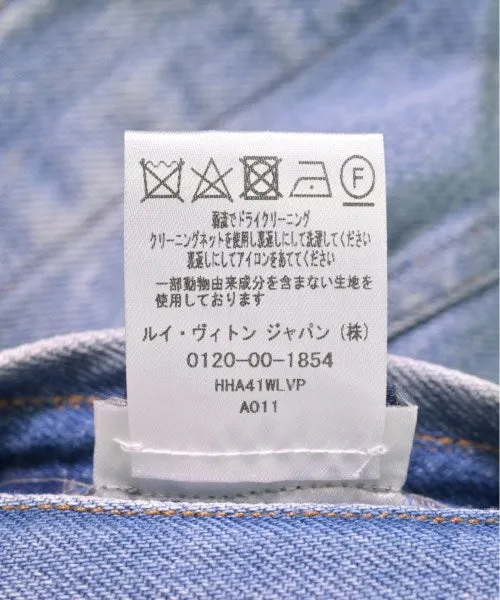 F
弱流でドライクリーニング
クリーニングネットを使用し裏返しにして洗濯してください
裏返しにしてアイロンをあててください
一部動物由来成分を含まない生地を
使用しております
ルイ・ヴィトン ジャパン (株)
0120-00-1854
HHA41WLVP
A011